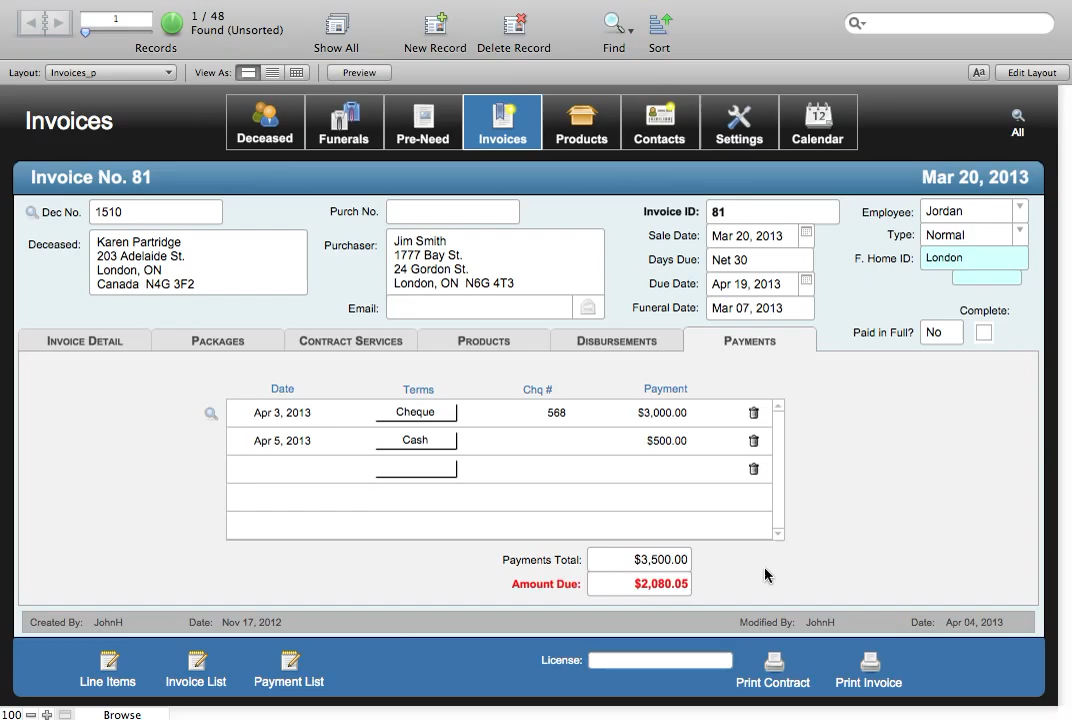 1
1 / 48
Found (Unsorted)
Records
Show All
New Record
Delete Record
Find
Sort
Layout:
Invoices_p
View As:
Preview
Aa
Edit Layout
Invoices
Deceased
Funerals
Pre-Need
Invoices
Products
Contacts
Settings
12
Calendar
All
Invoice No. 81
Mar 20, 2013
Dec No.
1510
Purch No.
Invoice ID:
81
Employee:
Jordan
Deceased:
Karen Partridge
203 Adelaide St.
London, ON
Canada N4G 3F2
Purchaser:
Jim Smith
1777 Bay St.
24 Gordon St.
London, ON N6G 4T3
Sale Date:
Mar 20, 2013
Type:
Normal
Days Due:
Net 30
F. Home ID:
London
Due Date:
Apr 19, 2013
Email:
Funeral Date:
Mar 07, 2013
Complete:
Paid in Full?
No
INVOICE DETAIL
PACKAGES
CONTRACT SERVICES
PRODUCTS
DISBURSEMENTS
PAYMENTS
Date
Terms
Chq #
Payment
Apr 3, 2013
Cheque
568
$3,000.00
Apr 5, 2013
Cash
$500.00
Payments Total:
$3,500.00
Amount Due:
$2,080.05
Created By:
JohnH
Date:
Nov 17, 2012
Modified By:
JohnH
Date:
Apr 04, 2013
Line Items
Invoice List
Payment List
License:
Print Contract
Print Invoice
100
Browse